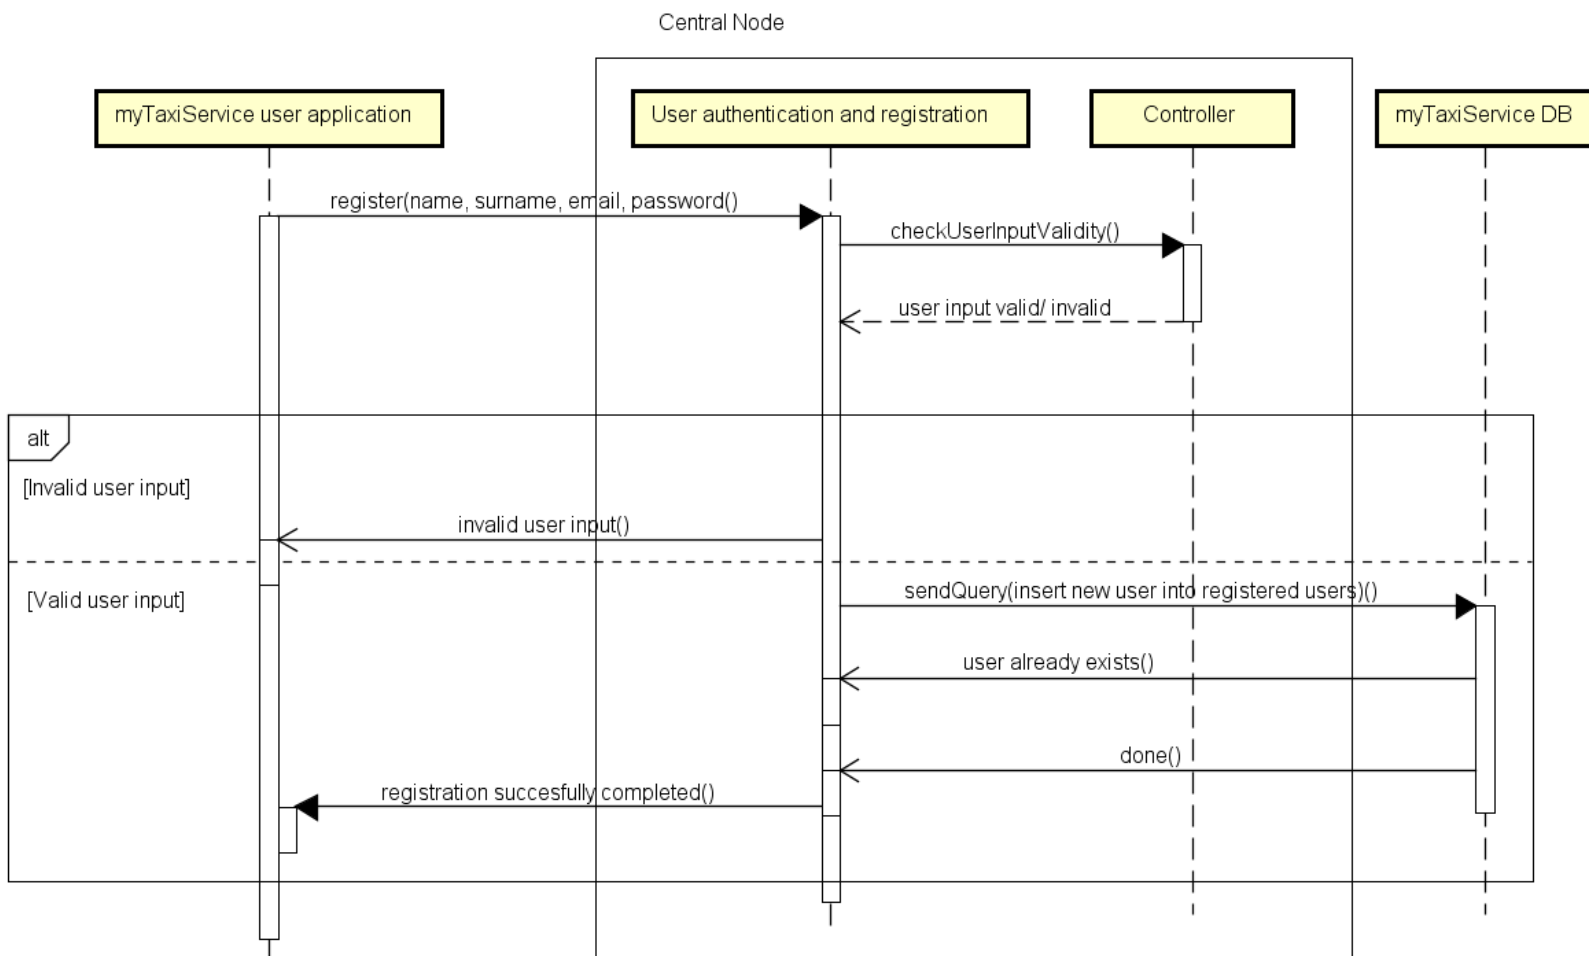 Central Node
myTaxiService user application
User authentication and registration
Controller
myTaxiService DB
register(name, surname, email, password()
checkUserInputValidity()
user input valid/ invalid
alt
[Invalid user input]
invalid user input()
[Valid user input]
sendQuery(insert new user into registered users)()
user already exists()
done()
registration succesfully completed()